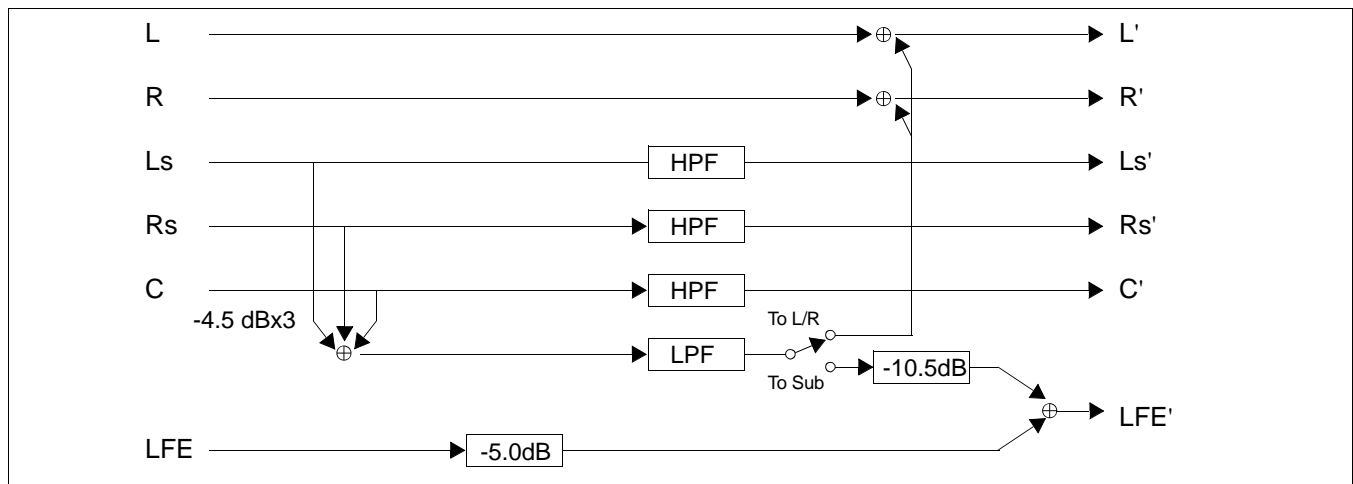 L L'
R R'
Ls HPF Ls'
Rs HPF Rs'
C HPF C'
-4.5 dBx3 To L/R
LPF
To Sub -10.5dB
LFE'
LFE -5.0dB